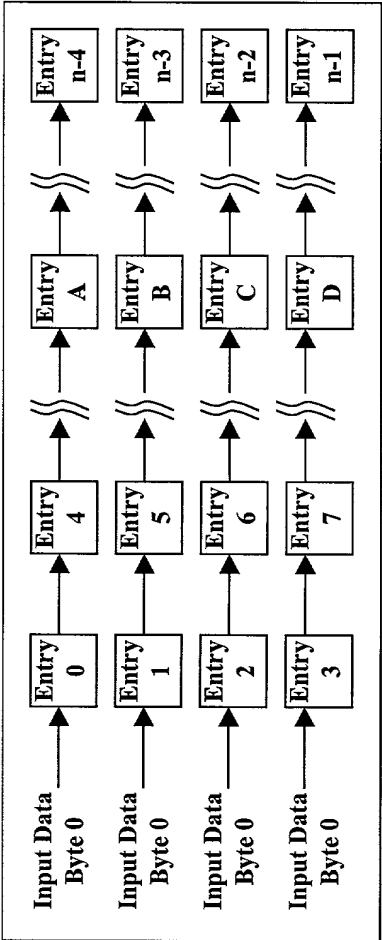 Input Data
Byte 0
Entry
0
Entry
4
Entry
A
Entry
n-4
Input Data
Byte 0
Entry
1
Entry
5
Entry
B
Entry
n-3
Input Data
Byte 0
Entry
2
Entry
6
Entry
C
Entry
n-2
Input Data
Byte 0
Entry
3
Entry
7
Entry
D
Entry
n-1